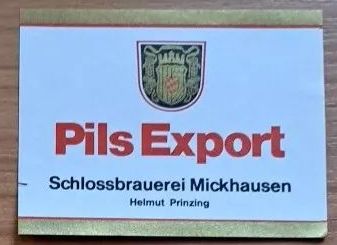 Pils Export
Schlossbrauerei Mickhausen
Helmut Prinzing